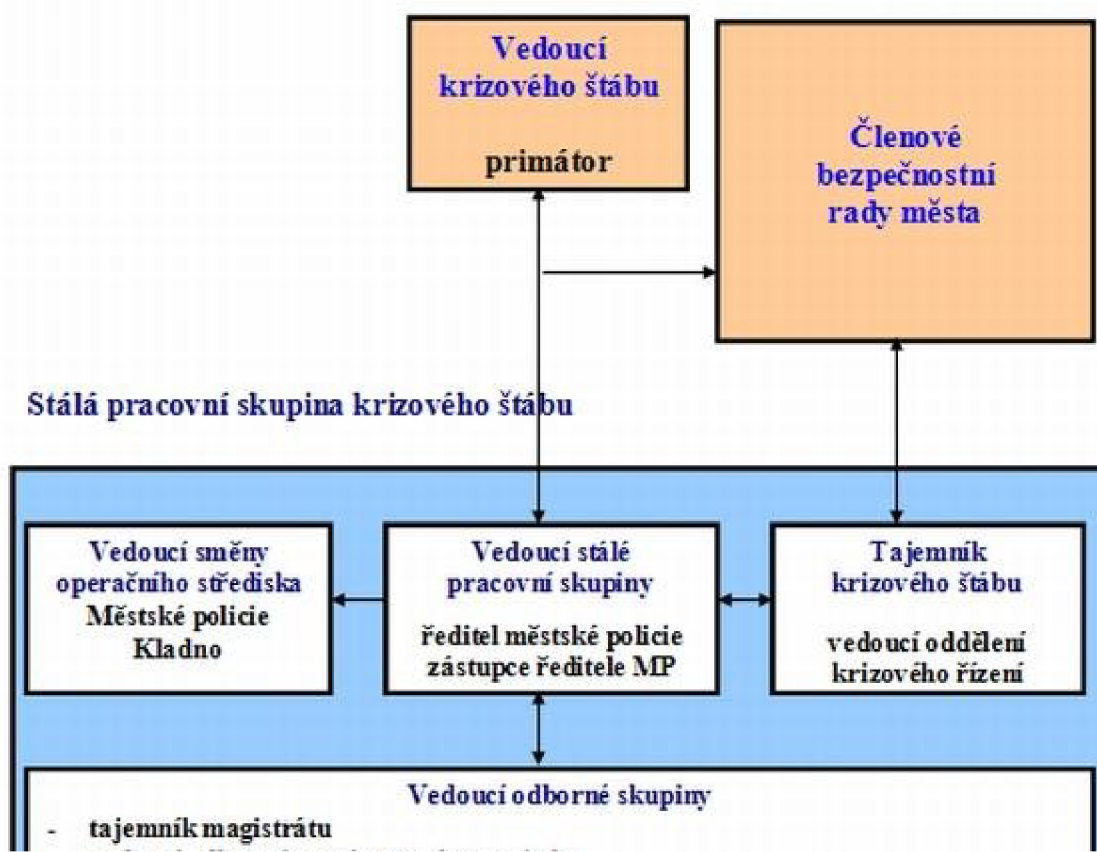 Vedoucí
krizového štábu
primátor
Členové
bezpečnostní
rady města
Stálá pracovní skupina krizového štábu
Vedoucí směny
operačního střediska
Městské policie
Kladno
Vedoucí stálé
pracovní skupiny
ředitel městské policie
zástupce ředitele MP
Tajemník
krizového štábu
vedoucí oddělení
krizového řízení
Vedoucí odborné skupiny
- tajemník magistrátu